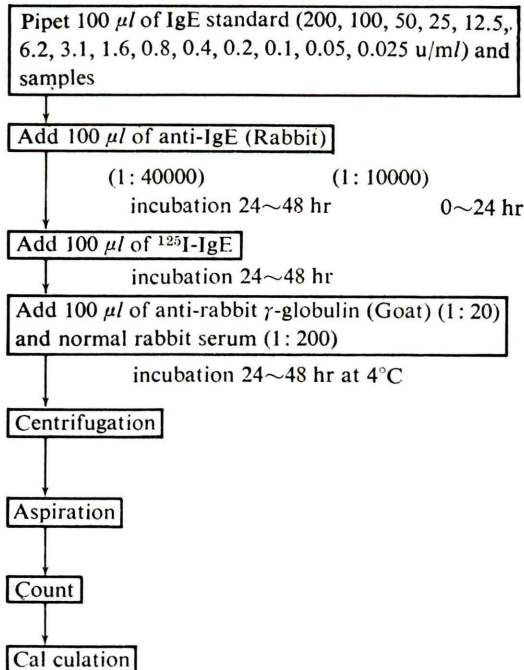 Pipet 100 μl of IgE standard (200, 100, 50, 25, 12.5,
6.2, 3.1, 1.6, 0.8, 0.4, 0.2, 0.1, 0.05, 0.025 u/ml) and
samples
Add 100 μl of anti-IgE (Rabbit)
(1: 40000) (1: 10000)
incubation 24~48 hr 0~24 hr
Add 100 μl of ¹²⁵I-IgE
incubation 24~48 hr
Add 100 μl of anti-rabbit γ-globulin (Goat) (1: 20)
and normal rabbit serum (1: 200)
incubation 24~48 hr at 4°C
Centrifugation
Aspiration
Count
Cal culation